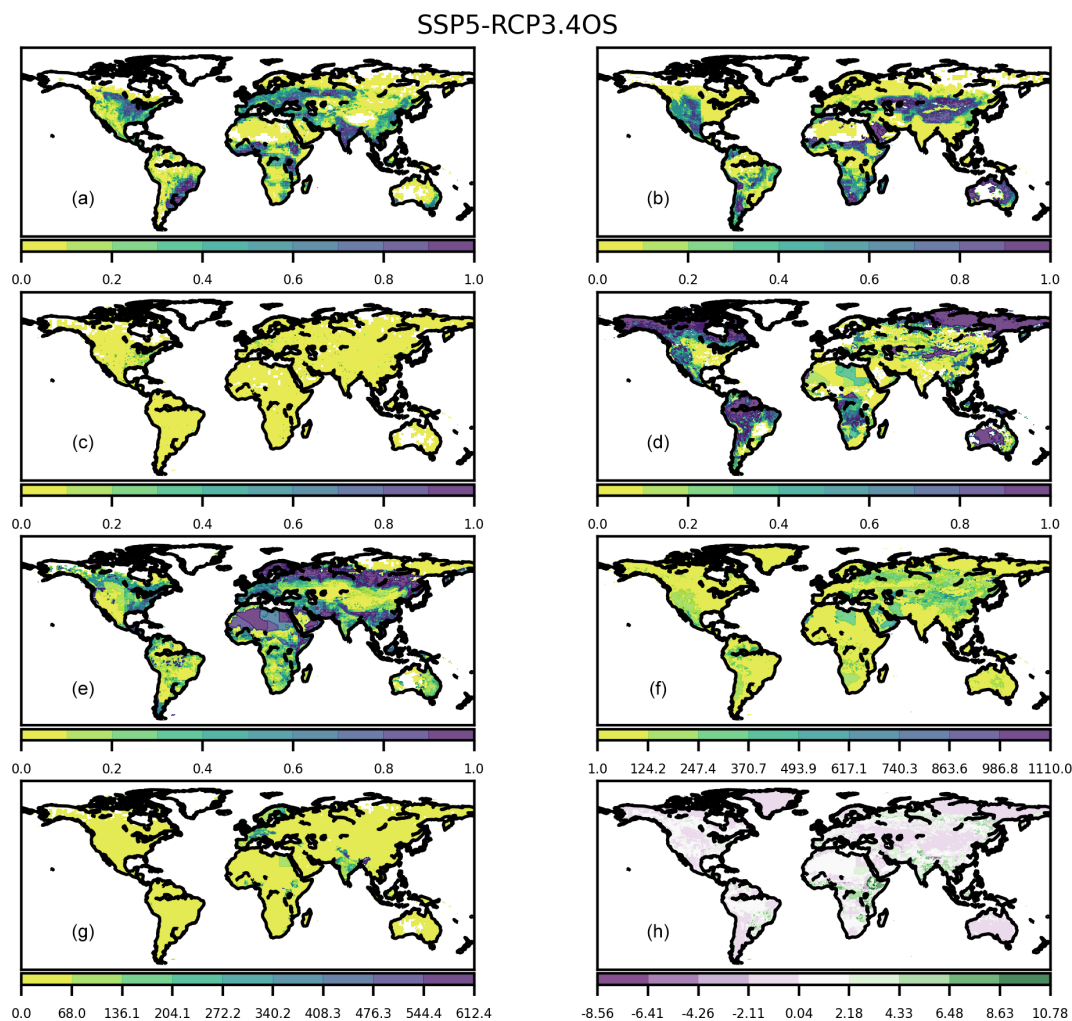 SSP5-RCP3.4OS
(a)
0.0 0.2 0.4 0.6 0.8 1.0
(b)
0.0 0.2 0.4 0.6 0.8 1.0
(c)
0.0 0.2 0.4 0.6 0.8 1.0
(d)
0.0 0.2 0.4 0.6 0.8 1.0
(e)
0.0 0.2 0.4 0.6 0.8 1.0
(f)
1.0 124.2 247.4 370.7 493.9 617.1 740.3 863.6 986.8 1110.0
(g)
0.0 68.0 136.1 204.1 272.2 340.2 408.3 476.3 544.4 612.4
(h)
-8.56 -6.41 -4.26 -2.11 0.04 2.18 4.33 6.48 8.63 10.78